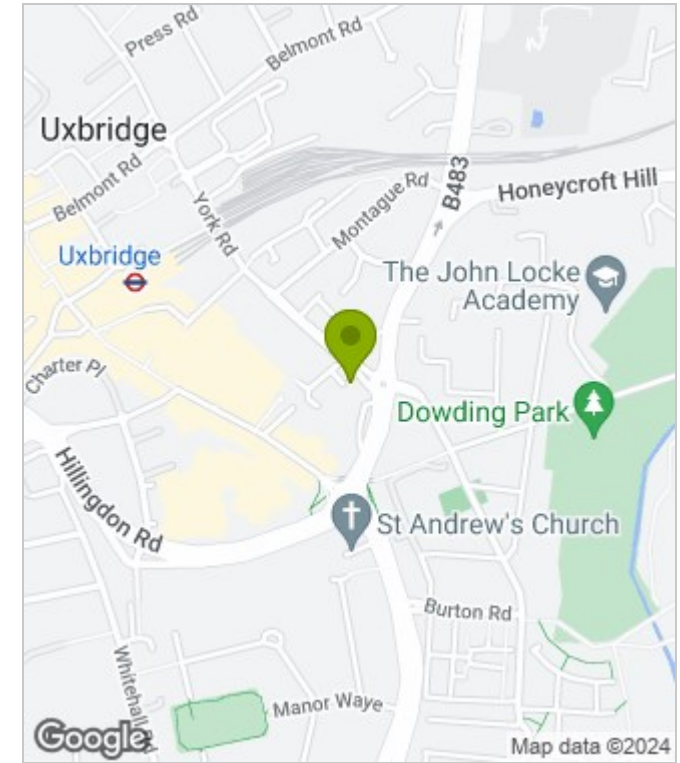 Press Rd
Belmont Rd
Uxbridge
B483
Belmont Rd
Montague Rd
Honeycroft Hill
York Rd
Uxbridge
The John Locke
Academy
Charter Pl
Dowding Park
Hillingdon Rd
St Andrew's Church
Burton Rd
Whitehall Rd
Manor Waye
Google
Map data ©2024